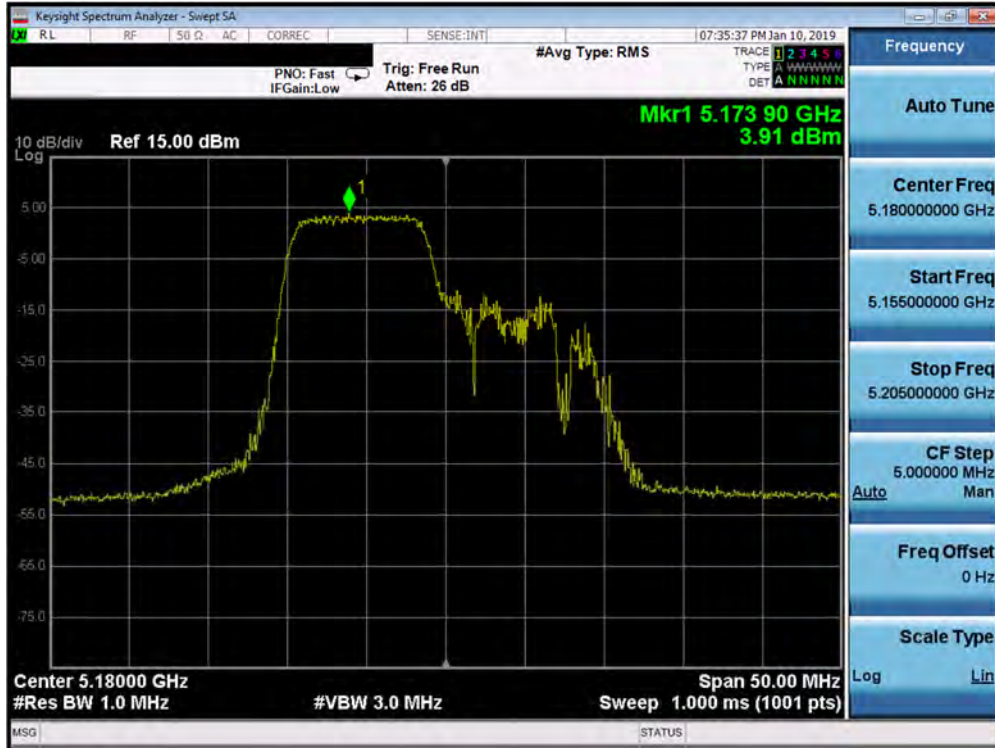 Keysight Spectrum Analyzer - Swept SA
LXI RL RF 50 Ω AC CORREC SENSE:INT 07:35:37 PM Jan 10, 2019
#Avg Type: RMS
TRACE 1 2 3 4 5 6
PNO: Fast Trig: Free Run TYPE A WWWWW
IFGain:Low Atten: 26 dB DET A N N N N N
Mkr1 5.173 90 GHz
3.91 dBm
10 dB/div Ref 15.00 dBm
Log
1
5.00
-5.00
-15.0
-25.0
-35.0
-45.0
-55.0
-65.0
-75.0
Center 5.18000 GHz Span 50.00 MHz
#Res BW 1.0 MHz #VBW 3.0 MHz Sweep 1.000 ms (1001 pts)
MSG STATUS
Frequency
Auto Tune
Center Freq
5.180000000 GHz
Start Freq
5.155000000 GHz
Stop Freq
5.205000000 GHz
CF Step
5.000000 MHz
Auto Man
Freq Offset
0 Hz
Scale Type
Log Lin